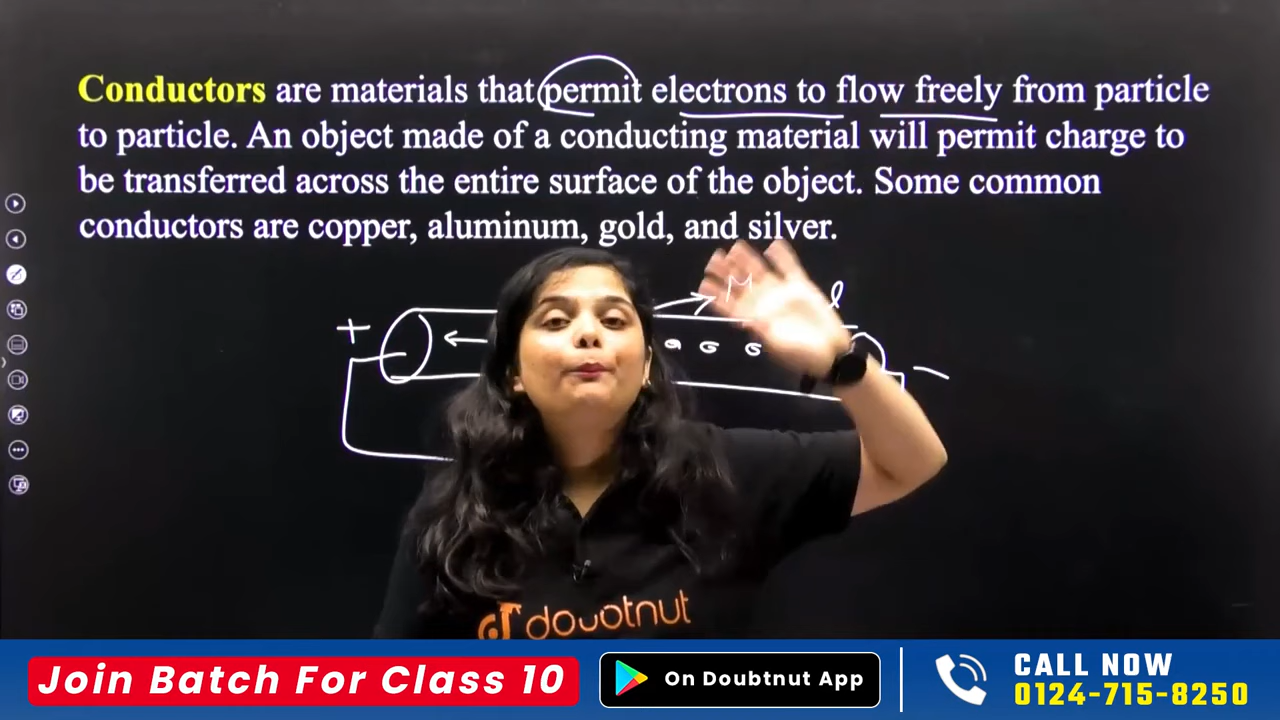 Conductors are materials that permit electrons to flow freely from particle
to particle. An object made of a conducting material will permit charge to
be transferred across the entire surface of the object. Some common
conductors are copper, aluminum, gold, and silver.
+
−
doubtnut
Join Batch For Class 10
On Doubtnut App
CALL NOW
0124-715-8250